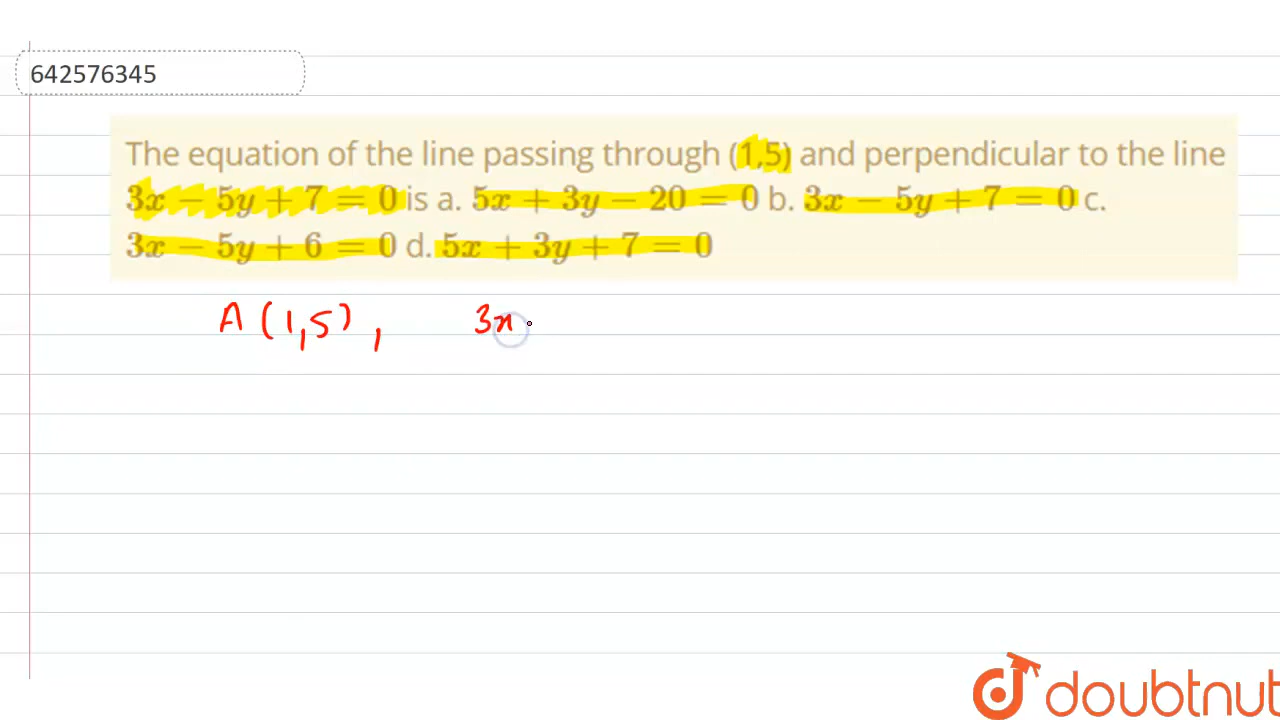 642576345
The equation of the line passing through (1,5) and perpendicular to the line
3x − 5y + 7 = 0 is a. 5x + 3y − 20 = 0 b. 3x − 5y + 7 = 0 c.
3x − 5y + 6 = 0 d. 5x + 3y + 7 = 0
A (1,5) , 3x
doubtnut